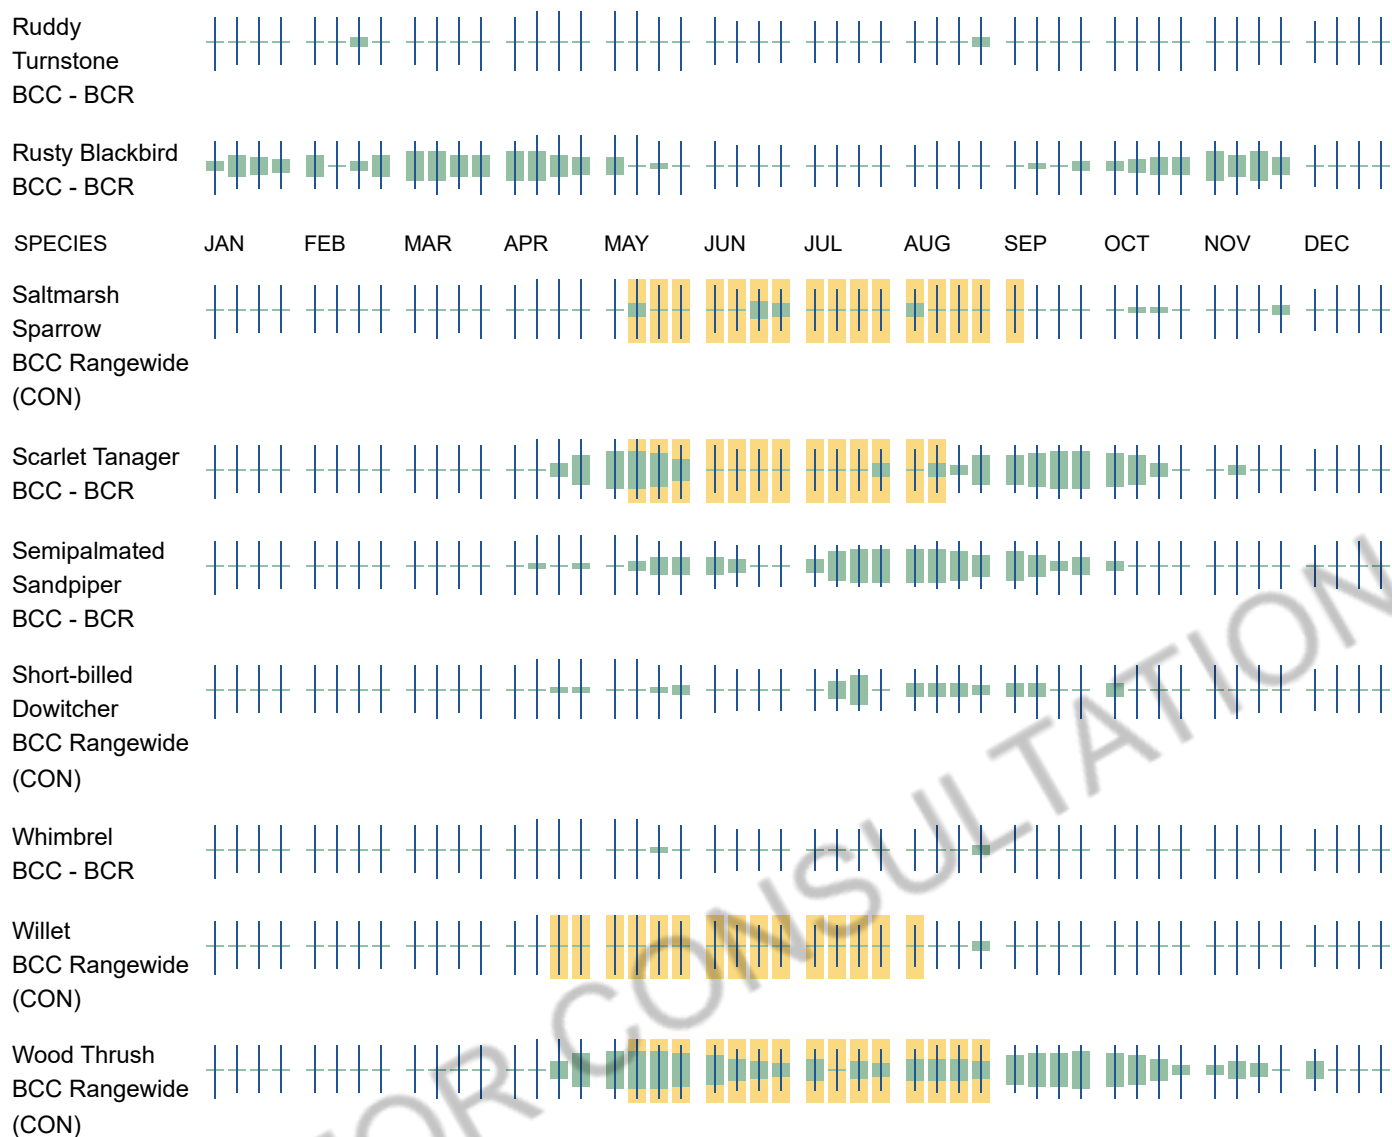 Ruddy
Turnstone
BCC - BCR
Rusty Blackbird
BCC - BCR
SPECIES JAN FEB MAR APR MAY JUN JUL AUG SEP OCT NOV DEC
Saltmarsh
Sparrow
BCC Rangewide
(CON)
Scarlet Tanager
BCC - BCR
Semipalmated
Sandpiper
BCC - BCR
Short-billed
Dowitcher
BCC Rangewide
(CON)
Whimbrel
BCC - BCR
Willet
BCC Rangewide
(CON)
Wood Thrush
BCC Rangewide
(CON)
OR CONSULTATION